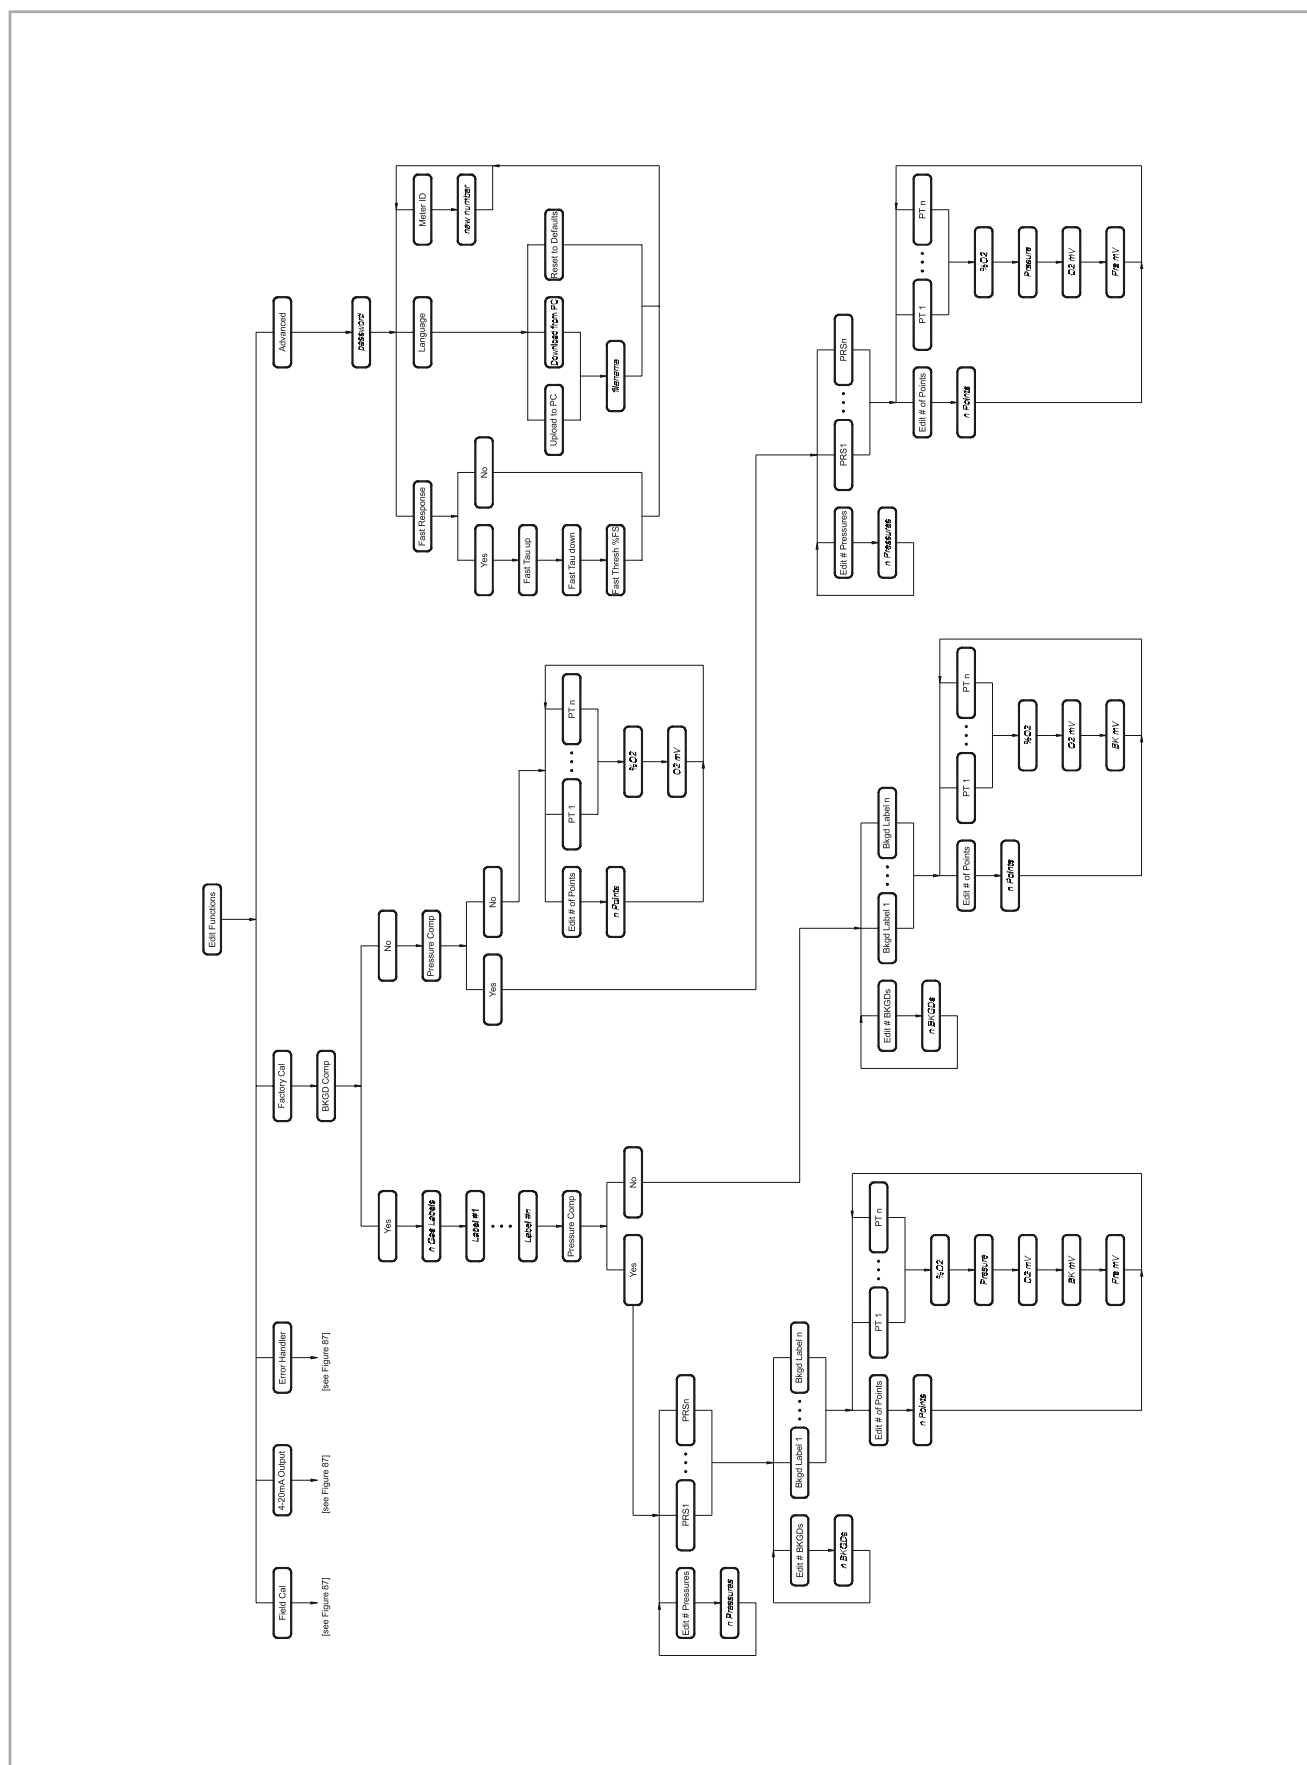 Edit Functions
Field Cal
4-20mA Output
Error Handler
Factory Cal
Advanced
[see Figure 87]
[see Figure 87]
[see Figure 87]
BKGD Comp
password
Yes
No
n Gas Labels
Label #1
• • •
Label #n
Pressure Comp
Yes
No
Pressure Comp
Yes
No
Fast Response
Language
Meter ID
new number
Yes
No
Fast Tau up
Fast Tau down
Fast Thresh %FS
Upload to PC
Download from PC
Reset to Defaults
filename
Edit # of Points
PT 1
• • •
PT n
n Points
%O2
O2 mV
Edit # Pressures
PRS1
• • •
PRSn
n Pressures
Edit # BKGDs
Bkgd Label 1
• • •
Bkgd Label n
n BKGDs
Edit # of Points
PT 1
• • •
PT n
n Points
%O2
Pressure
O2 mV
BK mV
Pre mV
Edit # BKGDs
Bkgd Label 1
• • •
Bkgd Label n
n BKGDs
Edit # of Points
PT 1
• • •
PT n
n Points
%O2
O2 mV
BK mV
Edit # Pressures
PRS1
• • •
PRSn
n Pressures
Edit # of Points
PT 1
• • •
PT n
n Points
%O2
Pressure
O2 mV
Pre mV